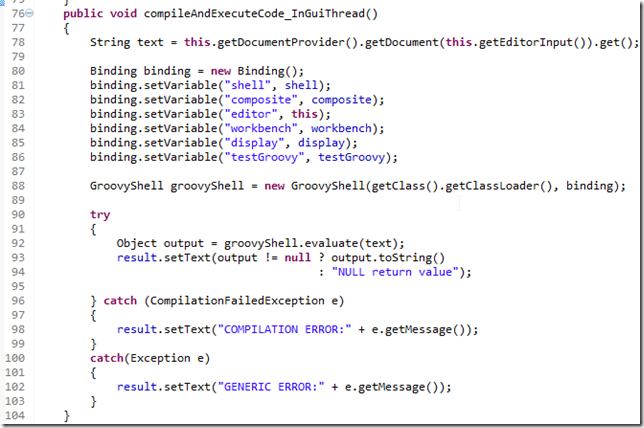 75        }
76    public void compileAndExecuteCode_InGuiThread()
77    {
78        String text = this.getDocumentProvider().getDocument(this.getEditorInput()).get();
79
80        Binding binding = new Binding();
81        binding.setVariable("shell", shell);
82        binding.setVariable("composite", composite);
83        binding.setVariable("editor", this);
84        binding.setVariable("workbench", workbench);
85        binding.setVariable("display", display);
86        binding.setVariable("testGroovy", testGroovy);
87
88        GroovyShell groovyShell = new GroovyShell(getClass().getClassLoader(), binding);
89
90        try
91        {
92            Object output = groovyShell.evaluate(text);
93            result.setText(output != null ? output.toString()
94                                          : "NULL return value");
95
96        } catch (CompilationFailedException e)
97        {
98            result.setText("COMPILATION ERROR:" + e.getMessage());
99        }
100        catch(Exception e)
101        {
102            result.setText("GENERIC ERROR:" + e.getMessage());
103        }
104    }